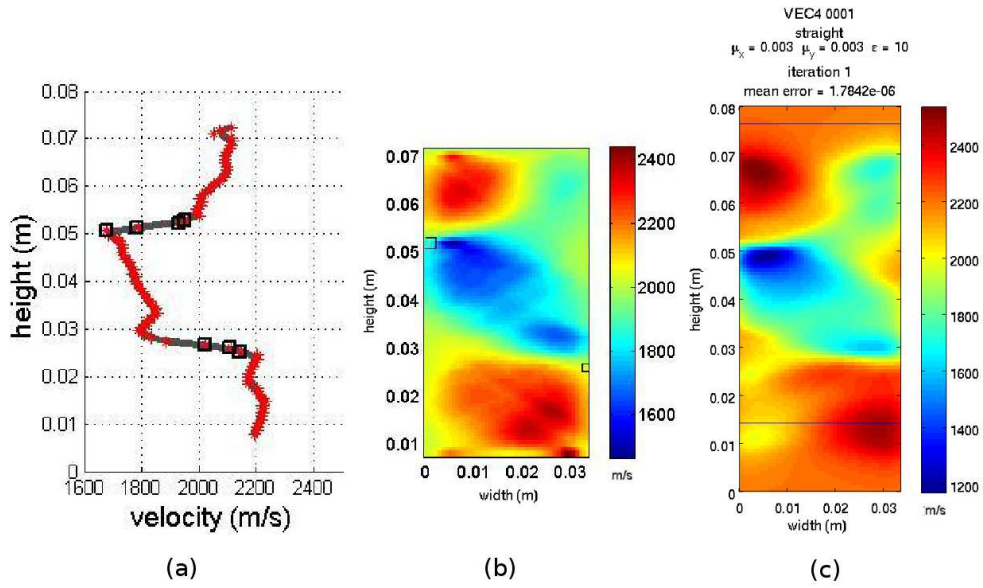 VEC4 0001
straight
μx = 0.003 μy = 0.003 ε = 10
iteration 1
mean error = 1.7842e-06
0.08
0.07
0.06
0.05
0.04
0.03
0.02
0.01
0
1600 1800 2000 2200 2400
height (m)
velocity (m/s)
(a)
0.07
0.06
0.05
0.04
0.03
0.02
0.01
0 0.01 0.02 0.03
height (m)
width (m)
2400
2200
2000
1800
1600
m/s
(b)
0.08
0.07
0.06
0.05
0.04
0.03
0.02
0.01
0
0 0.01 0.02 0.03
height (m)
width (m)
2400
2200
2000
1800
1600
1400
1200
m/s
(c)